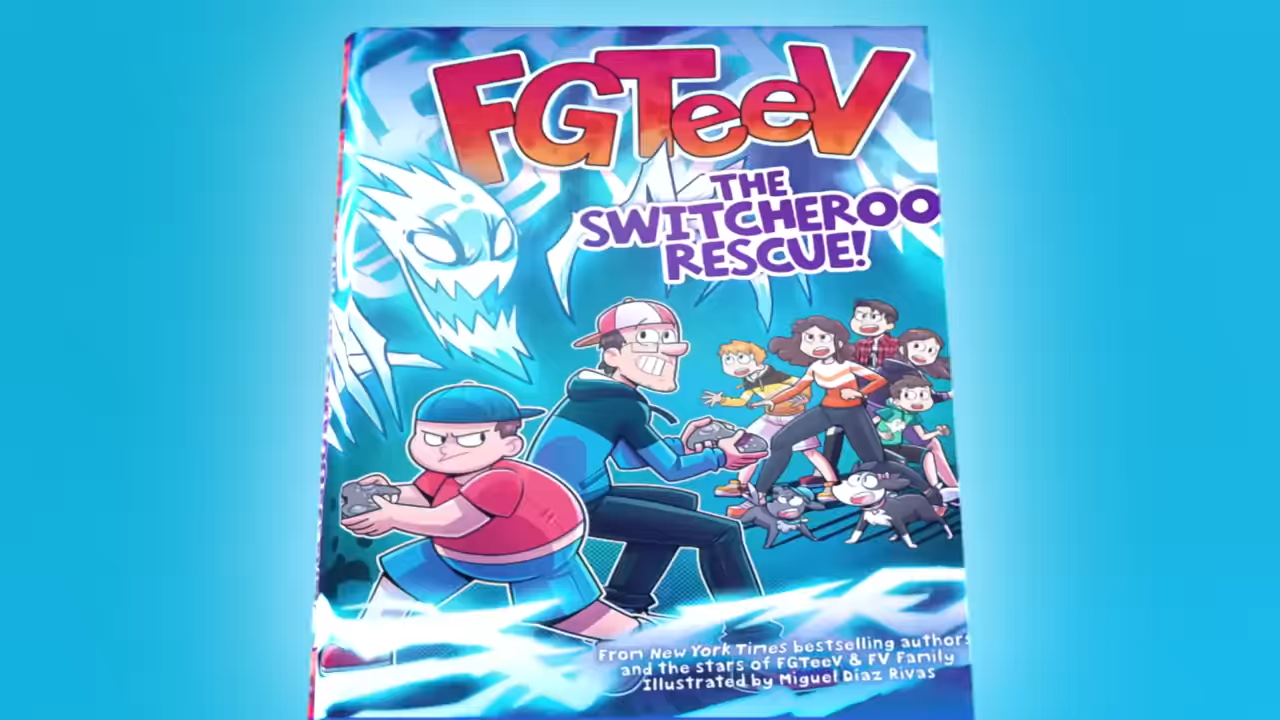 FGTeeV
THE
SWITCHEROO
RESCUE!
From New York Times bestselling authors
and the stars of FGTeeV & FV Family
Illustrated by Miguel Díaz Rivas